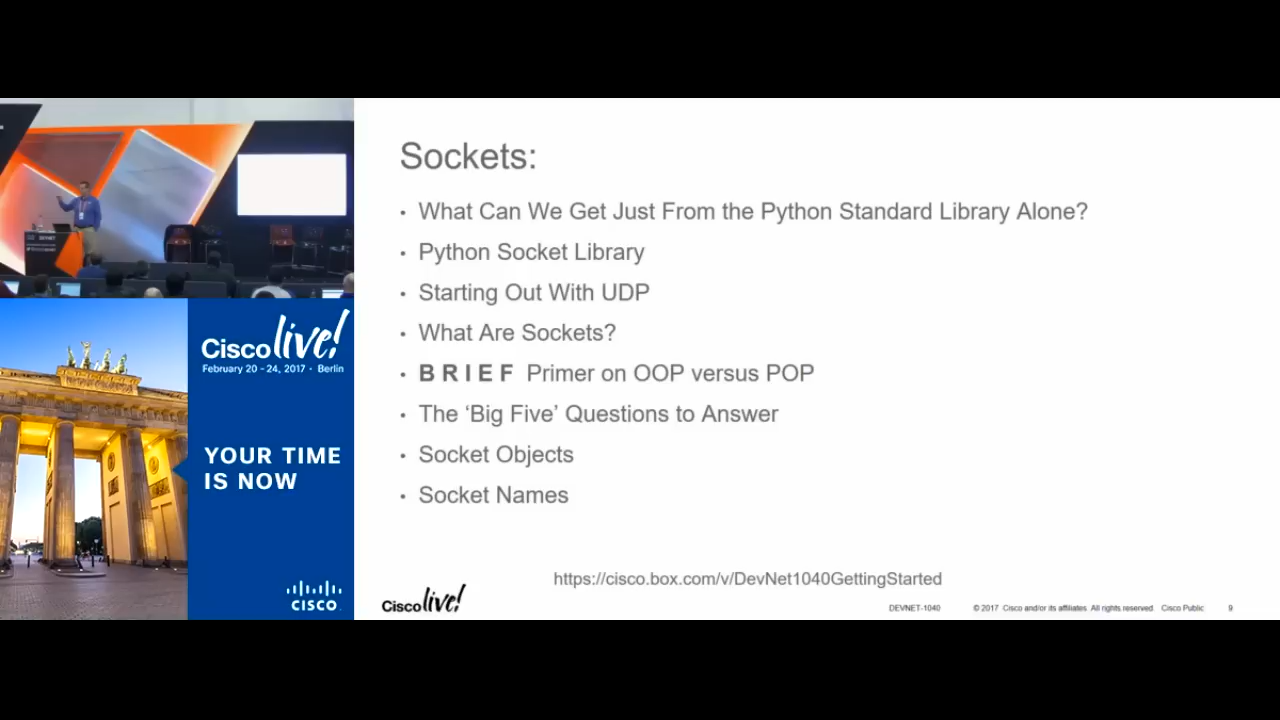 Sockets:
• What Can We Get Just From the Python Standard Library Alone?
• Python Socket Library
• Starting Out With UDP
• What Are Sockets?
• B R I E F Primer on OOP versus POP
• The ‘Big Five’ Questions to Answer
• Socket Objects
• Socket Names
https://cisco.box.com/v/DevNet1040GettingStarted
Cisco live!
DEVNET-1040 © 2017 Cisco and/or its affiliates. All rights reserved. Cisco Public 9
Cisco live!
February 20 - 24, 2017 · Berlin
YOUR TIME
IS NOW
CISCO.